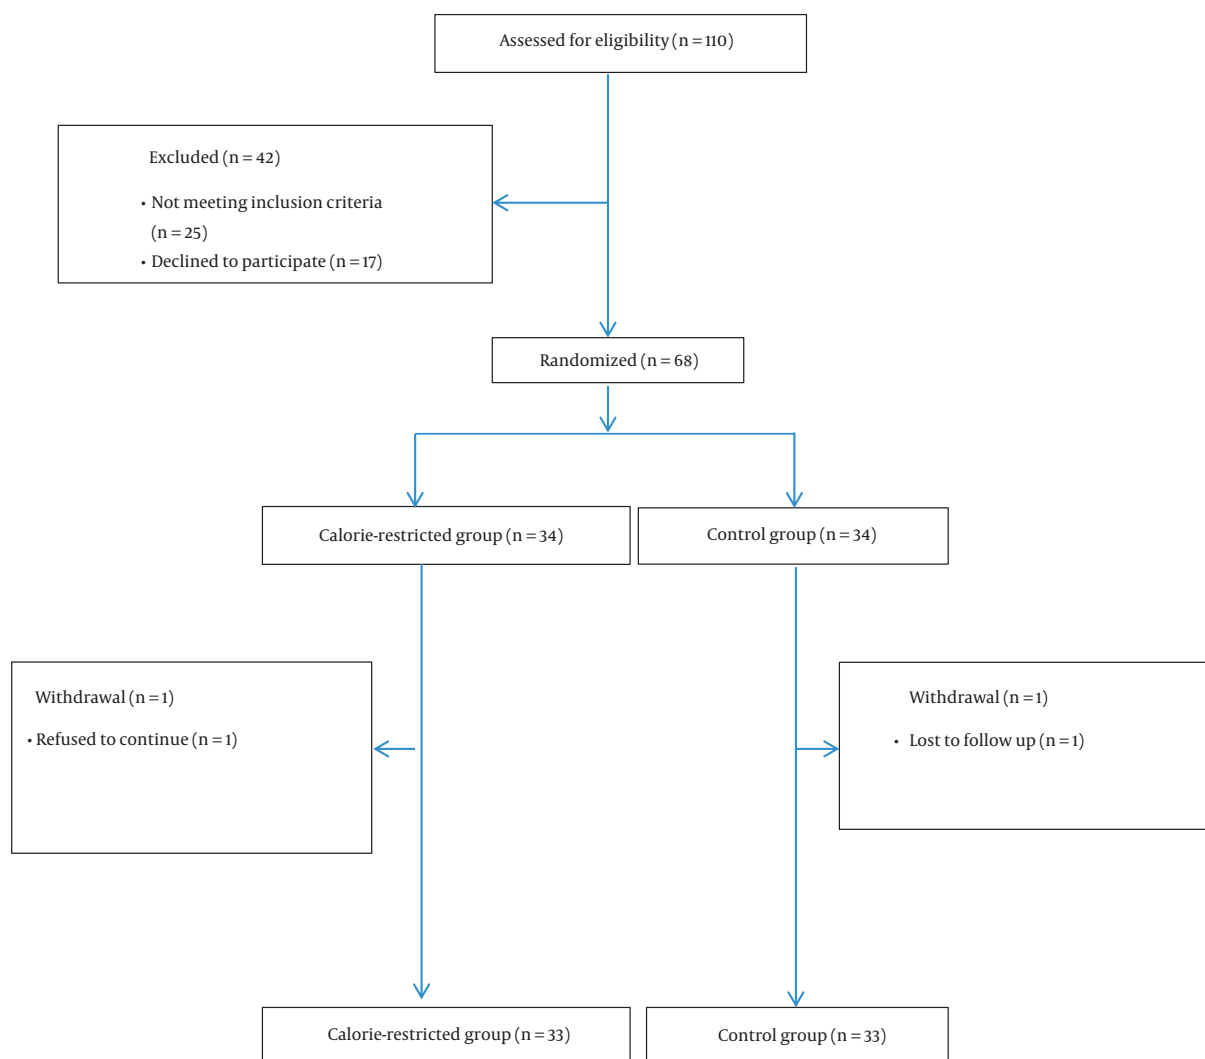 Assessed for eligibility (n = 110)
Excluded (n = 42)
• Not meeting inclusion criteria
(n = 25)
• Declined to participate (n = 17)
Randomized (n = 68)
Calorie-restricted group (n = 34)
Control group (n = 34)
Withdrawal (n = 1)
• Refused to continue (n = 1)
Withdrawal (n = 1)
• Lost to follow up (n = 1)
Calorie-restricted group (n = 33)
Control group (n = 33)